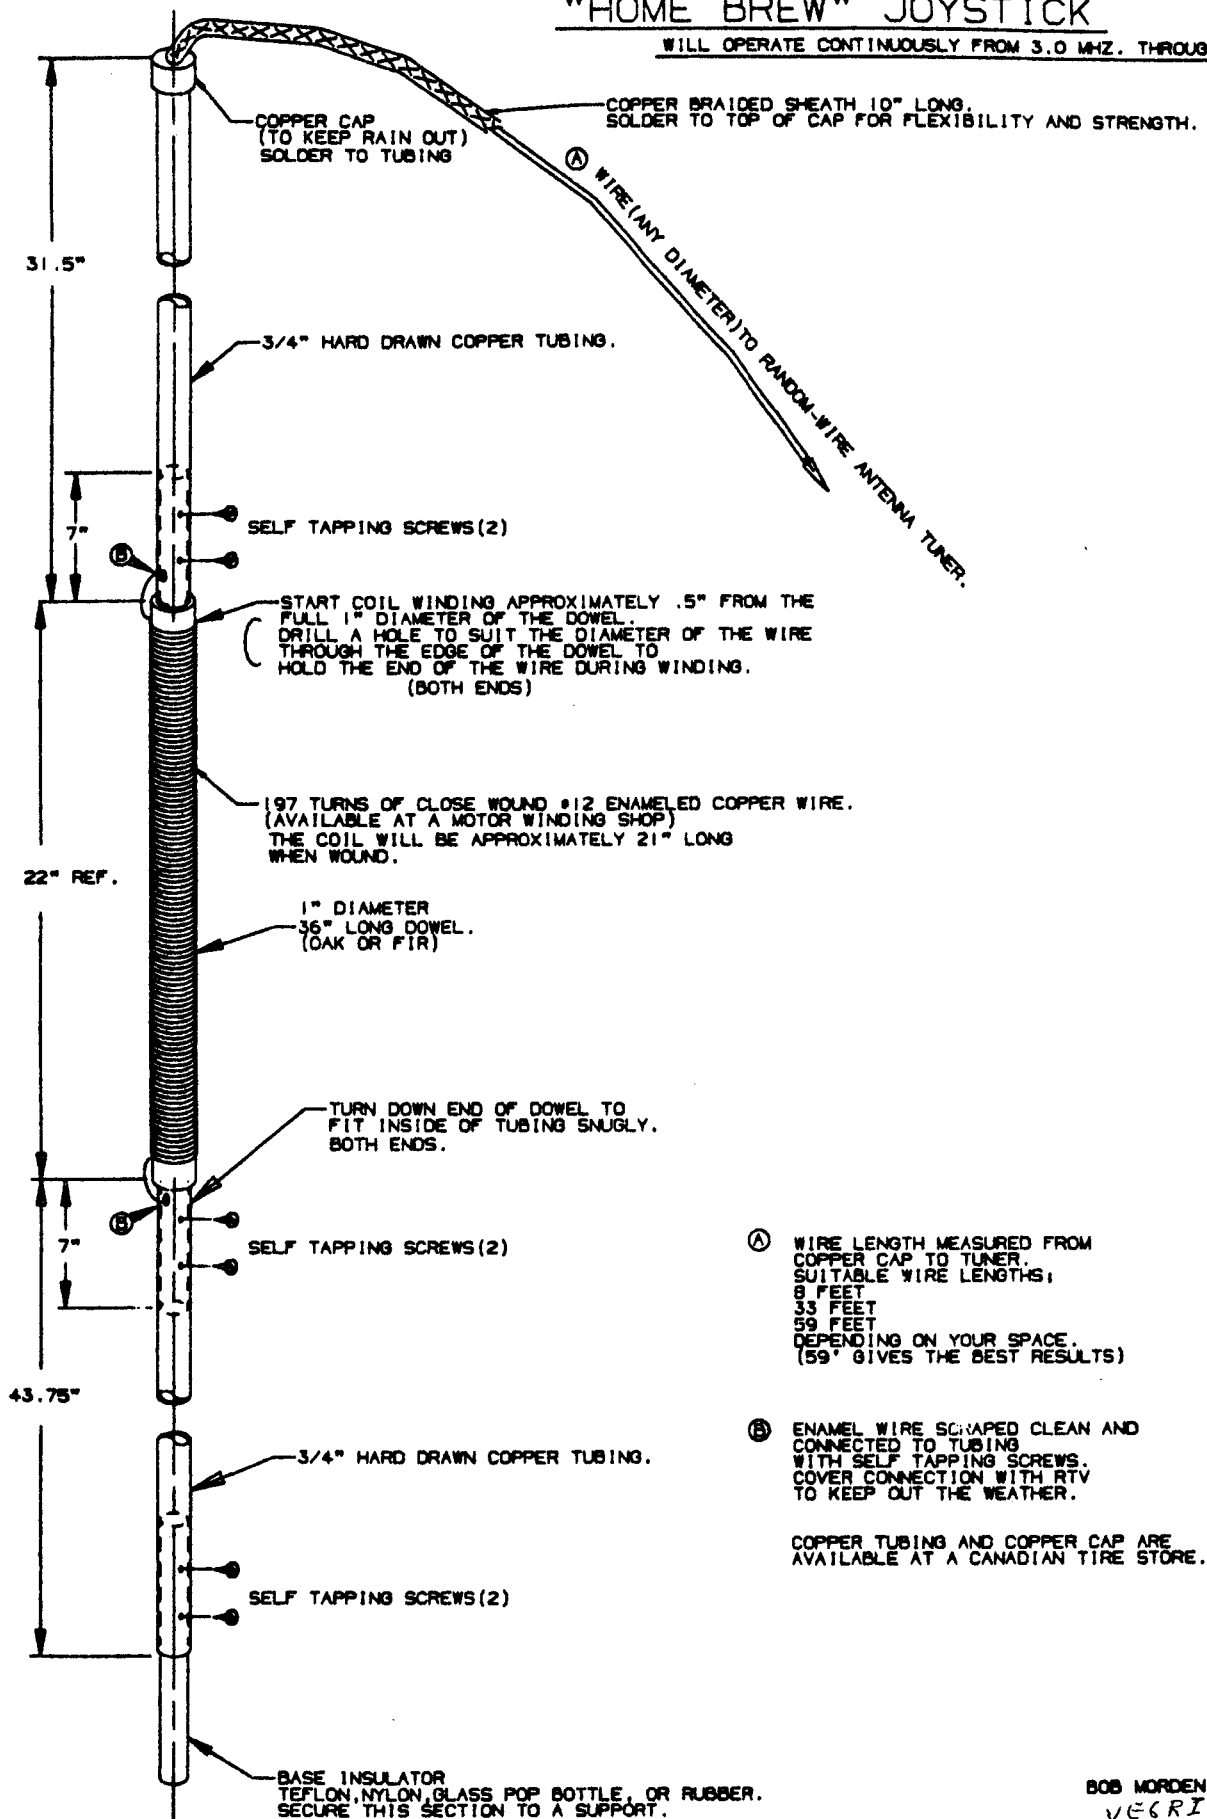 "HOME BREW" JOYSTICK
WILL OPERATE CONTINUOUSLY FROM 3.0 MHZ. THROUG
COPPER BRAIDED SHEATH 10" LONG.
SOLDER TO TOP OF CAP FOR FLEXIBILITY AND STRENGTH.
COPPER CAP
(TO KEEP RAIN OUT)
SOLDER TO TUBING
A WIRE(ANY DIAMETER)TO RANDOM-WIRE ANTENNA TUNER.
31.5"
3/4" HARD DRAWN COPPER TUBING.
7"
SELF TAPPING SCREWS(2)
B
START COIL WINDING APPROXIMATELY .5" FROM THE
FULL 1" DIAMETER OF THE DOWEL.
DRILL A HOLE TO SUIT THE DIAMETER OF THE WIRE
THROUGH THE EDGE OF THE DOWEL TO
HOLD THE END OF THE WIRE DURING WINDING.
(BOTH ENDS)
197 TURNS OF CLOSE WOUND #12 ENAMELED COPPER WIRE.
(AVAILABLE AT A MOTOR WINDING SHOP)
THE COIL WILL BE APPROXIMATELY 21" LONG
WHEN WOUND.
22" REF.
1" DIAMETER
36" LONG DOWEL.
(OAK OR FIR)
TURN DOWN END OF DOWEL TO
FIT INSIDE OF TUBING SNUGLY.
BOTH ENDS.
B
7"
SELF TAPPING SCREWS(2)
A WIRE LENGTH MEASURED FROM
COPPER CAP TO TUNER.
SUITABLE WIRE LENGTHS;
8 FEET
33 FEET
59 FEET
DEPENDING ON YOUR SPACE.
(59' GIVES THE BEST RESULTS)
43.75"
B ENAMEL WIRE SCRAPED CLEAN AND
CONNECTED TO TUBING
WITH SELF TAPPING SCREWS.
COVER CONNECTION WITH RTV
TO KEEP OUT THE WEATHER.
3/4" HARD DRAWN COPPER TUBING.
COPPER TUBING AND COPPER CAP ARE
AVAILABLE AT A CANADIAN TIRE STORE.
SELF TAPPING SCREWS(2)
BASE INSULATOR
TEFLON,NYLON,GLASS POP BOTTLE, OR RUBBER.
SECURE THIS SECTION TO A SUPPORT.
BOB MORDEN
VE6RI